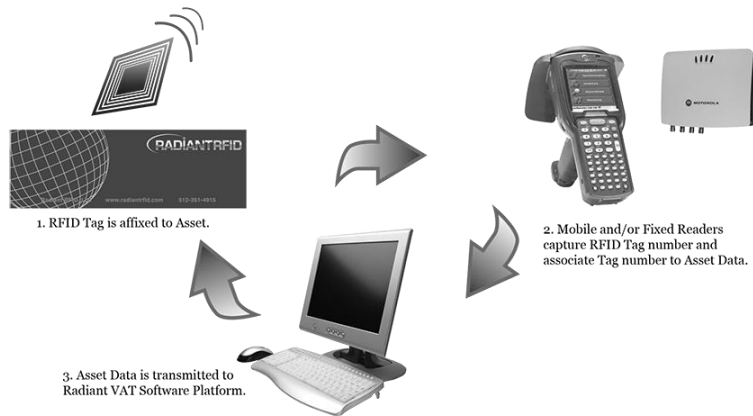 RADIANTRFID
www.radiantrfid.com
1. RFID Tag is affixed to Asset.
MOTOROLA
2. Mobile and/or Fixed Readers
capture RFID Tag number and
associate Tag number to Asset Data.
3. Asset Data is transmitted to
Radiant VAT Software Platform.